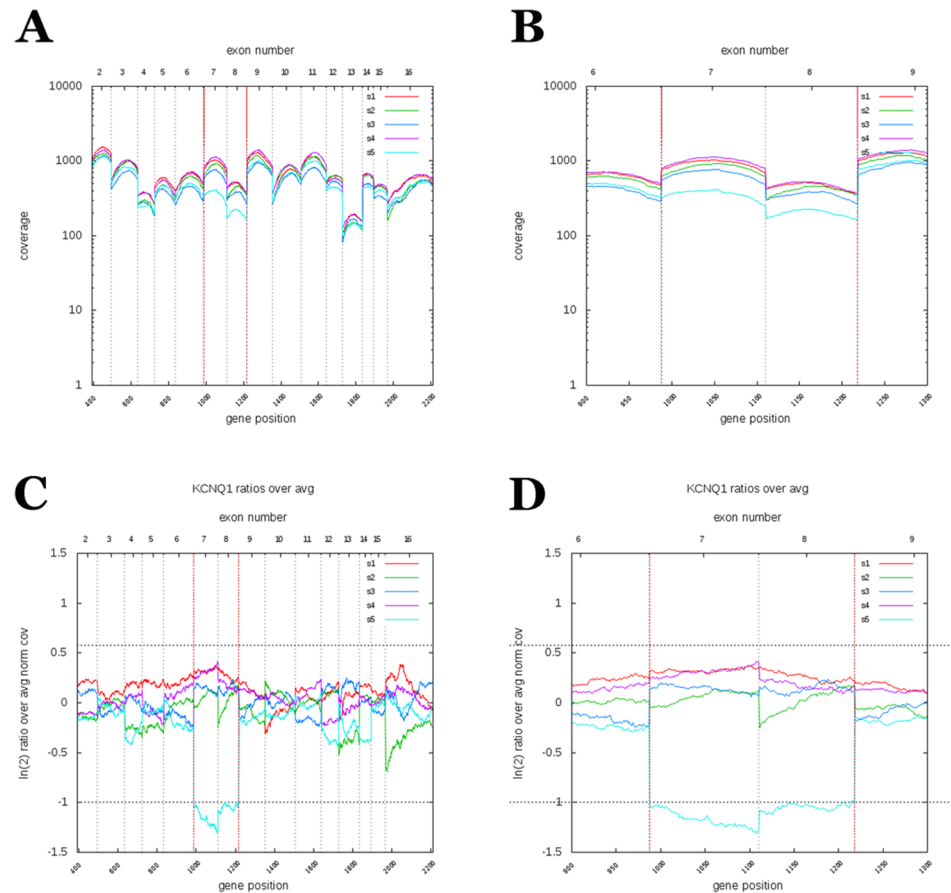 A
exon number
2 3 4 5 6 7 8 9 10 11 12 13 14 15 16
10000
1000
100
10
1
coverage
s1
s2
s3
s4
s5
400 600 800 1000 1200 1400 1600 1800 2000 2200
gene position
B
exon number
6 7 8 9
10000
1000
100
10
1
coverage
s1
s2
s3
s4
s5
900 950 1000 1050 1100 1150 1200 1250 1300
gene position
C
KCNQ1 ratios over avg
exon number
2 3 4 5 6 7 8 9 10 11 12 13 14 15 16
1.5
1
0.5
0
-0.5
-1
-1.5
ln(2) ratio over avg norm cov
s1
s2
s3
s4
s5
400 600 800 1000 1200 1400 1600 1800 2000 2200
gene position
D
KCNQ1 ratios over avg
exon number
6 7 8 9
1.5
1
0.5
0
-0.5
-1
-1.5
ln(2) ratio over avg norm cov
s1
s2
s3
s4
s5
900 950 1000 1050 1100 1150 1200 1250 1300
gene position